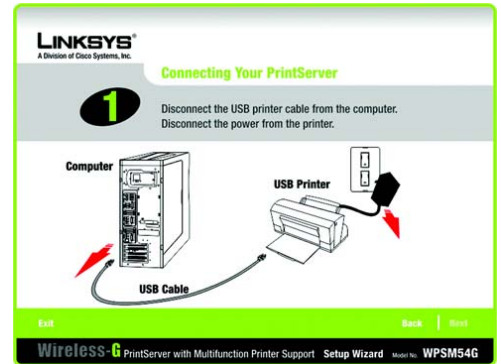 LINKSYS®
A Division of Cisco Systems, Inc.
Connecting Your PrintServer
1
Disconnect the USB printer cable from the computer.
Disconnect the power from the printer.
Computer
USB Printer
USB Cable
Exit
Back
Next
Wireless-G PrintServer with Multifunction Printer Support Setup Wizard Model No. WPSM54G